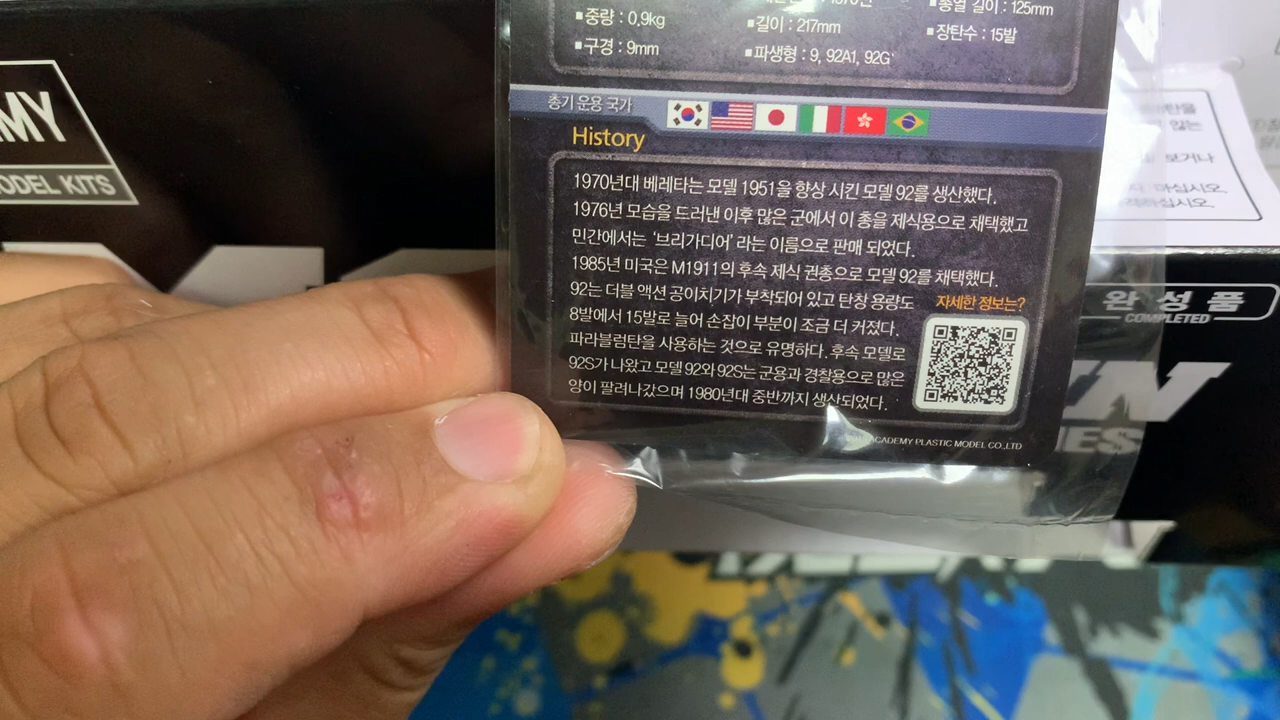 총열 길이 : 125mm
중량 : 0.9kg
길이 : 217mm
장탄수 : 15발
구경 : 9mm
파생형 : 9, 92A1, 92G
총기 운용 국가
History
1970년대 베레타는 모델 1951을 향상 시킨 모델 92를 생산했다.
1976년 모습을 드러낸 이후 많은 군에서 이 총을 제식용으로 채택했고
민간에서는 '브리가디어' 라는 이름으로 판매 되었다.
1985년 미국은 M1911의 후속 제식 권총으로 모델 92를 채택했다.
92는 더블 액션 공이치기가 부착되어 있고 탄창 용량도
8발에서 15발로 늘어 손잡이 부분이 조금 더 커졌다.
파라블럼탄을 사용하는 것으로 유명하다. 후속 모델로
92S가 나왔고 모델 92와 92S는 군용과 경찰용으로 많은
양이 팔려나갔으며 1980년대 중반까지 생산되었다.
자세한 정보는?
ACADEMY PLASTIC MODEL CO.,LTD
MY
ODEL KITS
않는
보거나
마십시오.
완성품
COMPLETED